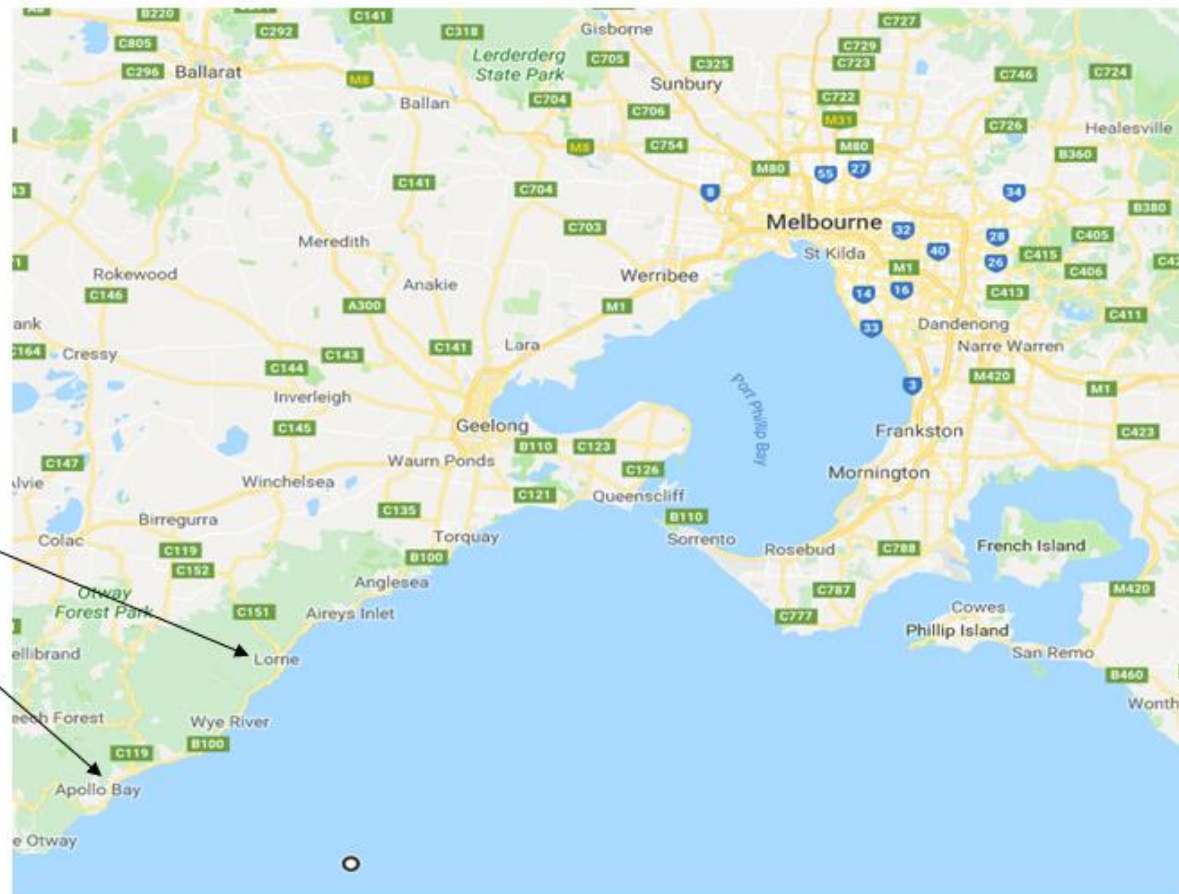 B220
C141
C292
C318
Gisborne
C727
C805
Lerderderg
State Park
C705
C325
C729
C723
C296
Ballarat
M8
Sunbury
C746
C724
Ballan
C704
C706
C722
M31
C726
Healesville
M8
C754
M80
B360
M80
55
27
C141
C704
8
34
B380
C703
Melbourne
32
28
C405
Meredith
St Kilda
40
C415
Rokewood
Anakie
Werribee
M1
26
C406
C146
A300
M1
14
16
C413
C411
33
Dandenong
C164
Cressy
C143
C141
Lara
Narre Warren
C144
Port Phillip Bay
M420
M1
Inverleigh
3
Geelong
C145
B110
C123
Frankston
C423
C147
Waurn Ponds
C126
Mornington
Winchelsea
C121
Queenscliff
C135
Birregurra
B110
Colac
C119
Torquay
Sorrento
Rosebud
C788
French Island
C152
B100
Anglesea
Otway
Forest Park
C787
M420
C151
Aireys Inlet
C777
Cowes
Phillip Island
Lorne
San Remo
B460
Wye River
C119
B100
Apollo Bay
Otway